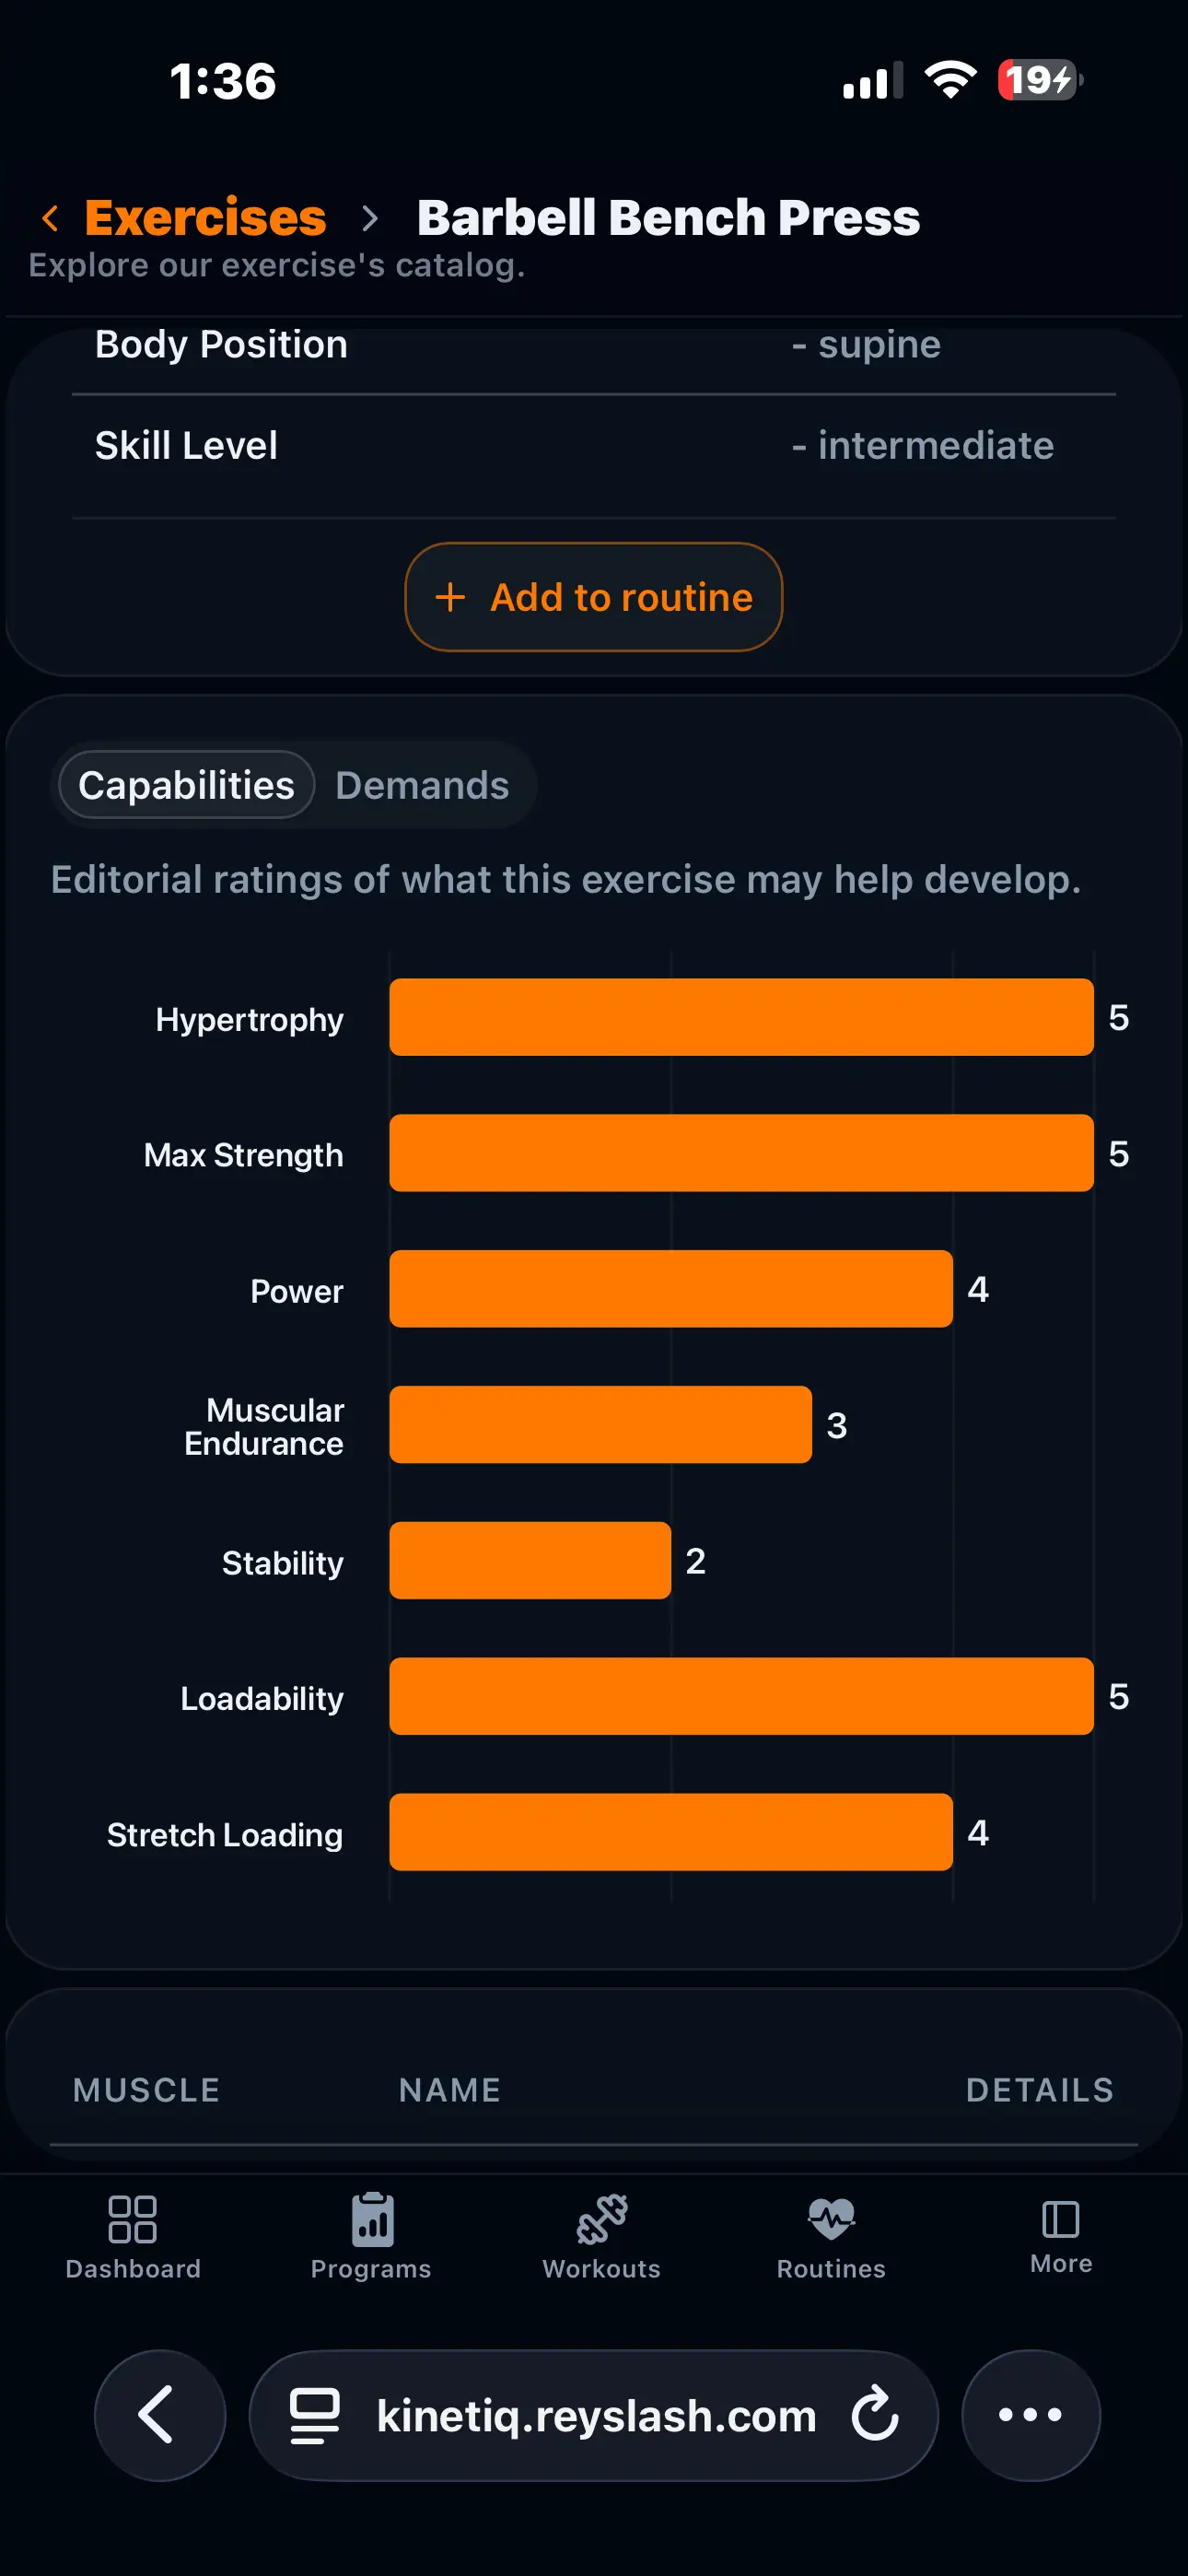 1:36
19
Exercises > Barbell Bench Press
Explore our exercise's catalog.
Body Position - supine
Skill Level - intermediate
+ Add to routine
Capabilities Demands
Editorial ratings of what this exercise may help develop.
Hypertrophy 5
Max Strength 5
Power 4
Muscular
Endurance 3
Stability 2
Loadability 5
Stretch Loading 4
MUSCLE NAME DETAILS
Dashboard Programs Workouts Routines More
kinetiq.reyslash.com